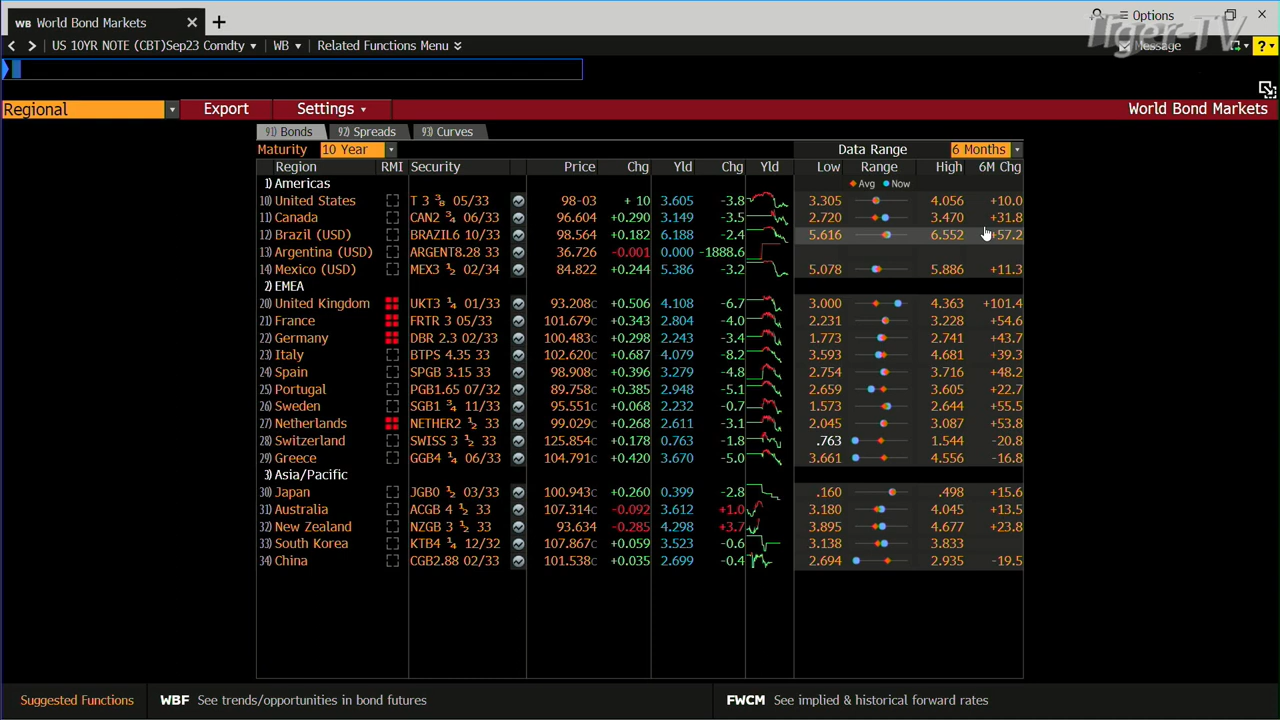 WB World Bond Markets
Options
Tiger-TV
US 10YR NOTE (CBT)Sep23 Comdty WB Related Functions Menu
Message
?
Regional Export Settings World Bond Markets
91) Bonds 92) Spreads 93) Curves
Maturity 10 Year Data Range 6 Months
Region RMI Security Price Chg Yld Chg Yld Low Range High 6M Chg
1) Americas Avg Now
10) United States T 3 ⅜ 05/33 98-03 + 10 3.605 -3.8 3.305 4.056 +10.0
11) Canada CAN2 ¾ 06/33 96.604 +0.290 3.149 -3.5 2.720 3.470 +31.8
12) Brazil (USD) BRAZIL6 10/33 98.564 +0.182 6.188 -2.4 5.616 6.552 +57.2
13) Argentina (USD) ARGENT8.28 33 36.726 -0.001 0.000 -1888.6
14) Mexico (USD) MEX3 ½ 02/34 84.822 +0.244 5.386 -3.2 5.078 5.886 +11.3
2) EMEA
20) United Kingdom UKT3 ¼ 01/33 93.208C +0.506 4.108 -6.7 3.000 4.363 +101.4
21) France FRTR 3 05/33 101.679C +0.343 2.804 -4.0 2.231 3.228 +54.6
22) Germany DBR 2.3 02/33 100.483C +0.298 2.243 -3.4 1.773 2.741 +43.7
23) Italy BTPS 4.35 33 102.620C +0.687 4.079 -8.2 3.593 4.681 +39.3
24) Spain SPGB 3.15 33 98.908C +0.396 3.279 -4.8 2.754 3.716 +48.2
25) Portugal PGB1.65 07/32 89.758C +0.385 2.948 -5.1 2.659 3.605 +22.7
26) Sweden SGB1 ¾ 11/33 95.551C +0.068 2.232 -0.7 1.573 2.644 +55.5
27) Netherlands NETHER2 ½ 33 99.029C +0.268 2.611 -3.1 2.045 3.087 +53.8
28) Switzerland SWISS 3 ½ 33 125.854C +0.178 0.763 -1.8 .763 1.544 -20.8
29) Greece GGB4 ¼ 06/33 104.791C +0.420 3.670 -5.0 3.661 4.556 -16.8
3) Asia/Pacific
30) Japan JGB0 ½ 03/33 100.943C +0.260 0.399 -2.8 .160 .498 +15.6
31) Australia ACGB 4 ½ 33 107.314C -0.092 3.612 +1.0 3.180 4.045 +13.5
32) New Zealand NZGB 3 ½ 33 93.634 -0.285 4.298 +3.7 3.895 4.677 +23.8
33) South Korea KTB4 ¼ 12/32 107.867C +0.059 3.523 -0.6 3.138 3.833
34) China CGB2.88 02/33 101.538C +0.035 2.699 -0.4 2.694 2.935 -19.5
Suggested Functions WBF See trends/opportunities in bond futures FWCM See implied & historical forward rates